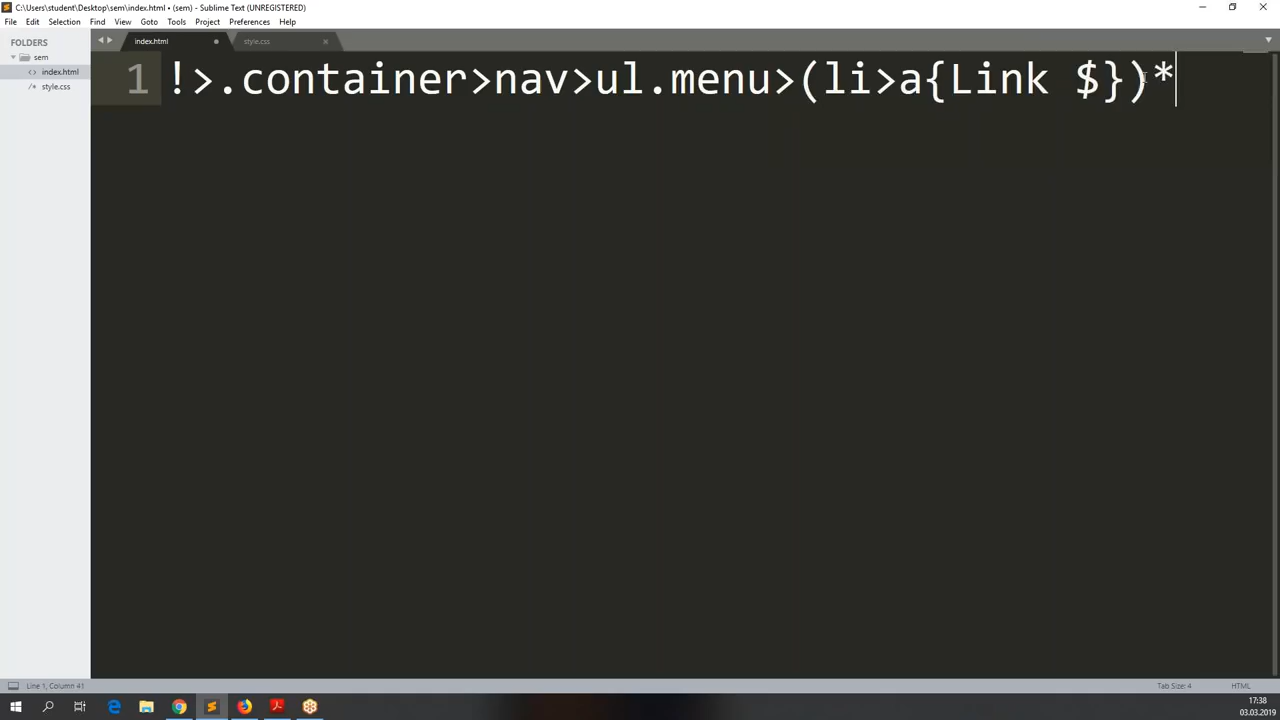 C:\Users\student\Desktop\sem\index.html • (sem) - Sublime Text (UNREGISTERED)
File Edit Selection Find View Goto Tools Project Preferences Help
FOLDERS
sem
index.html
style.css
index.html
style.css
1 !>.container>nav>ul.menu>(li>a{Link $})*
Line 1, Column 41
Tab Size: 4
HTML
17:38
03.03.2019